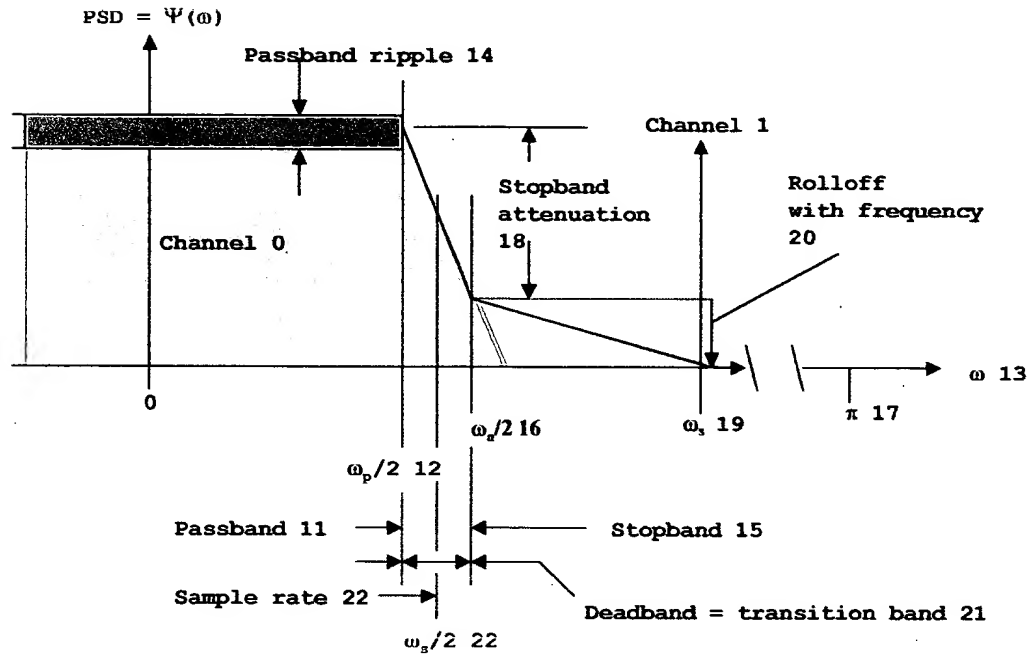 PSD = Ψ(ω)
Passband ripple 14
Channel 1
Rolloff
with frequency
20
Stopband
attenuation
18
Channel 0
ω 13
0
ωₐ/2 16
ωₛ 19
π 17
ωₚ/2 12
Passband 11
Stopband 15
Sample rate 22
Deadband = transition band 21
ωₛ/2 22